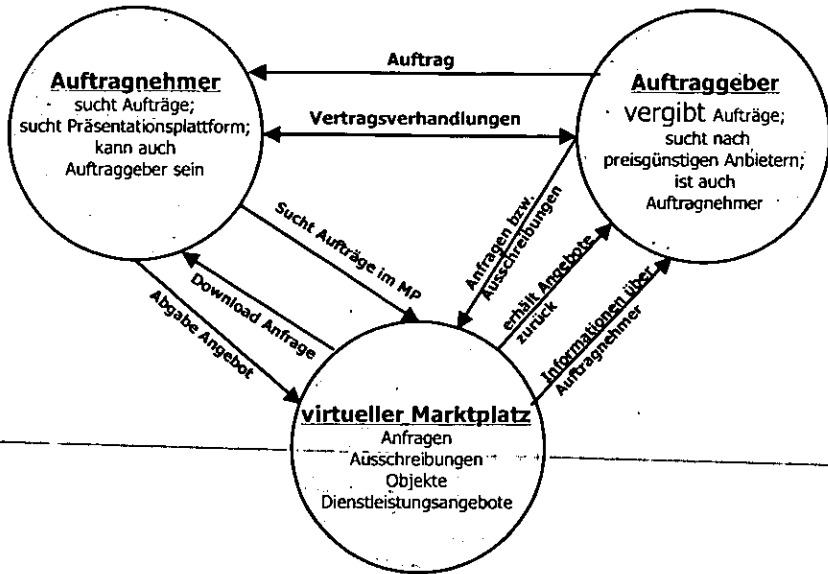 Auftrag
Auftragnehmer
sucht Aufträge;
sucht Präsentationsplattform;
kann auch
Auftraggeber sein
Vertragsverhandlungen
Auftraggeber
vergibt Aufträge;
sucht nach
preisgünstigen Anbietern;
ist auch
Auftragnehmer
Sucht Aufträge im MP
Download Anfrage
Abgabe Angebot
Anfragen bzw.
Ausschreibungen
erhält Angebote
zurück
Informationen über
Auftragnehmer
virtueller Marktplatz
Anfragen
Ausschreibungen
Objekte
Dienstleistungsangebote